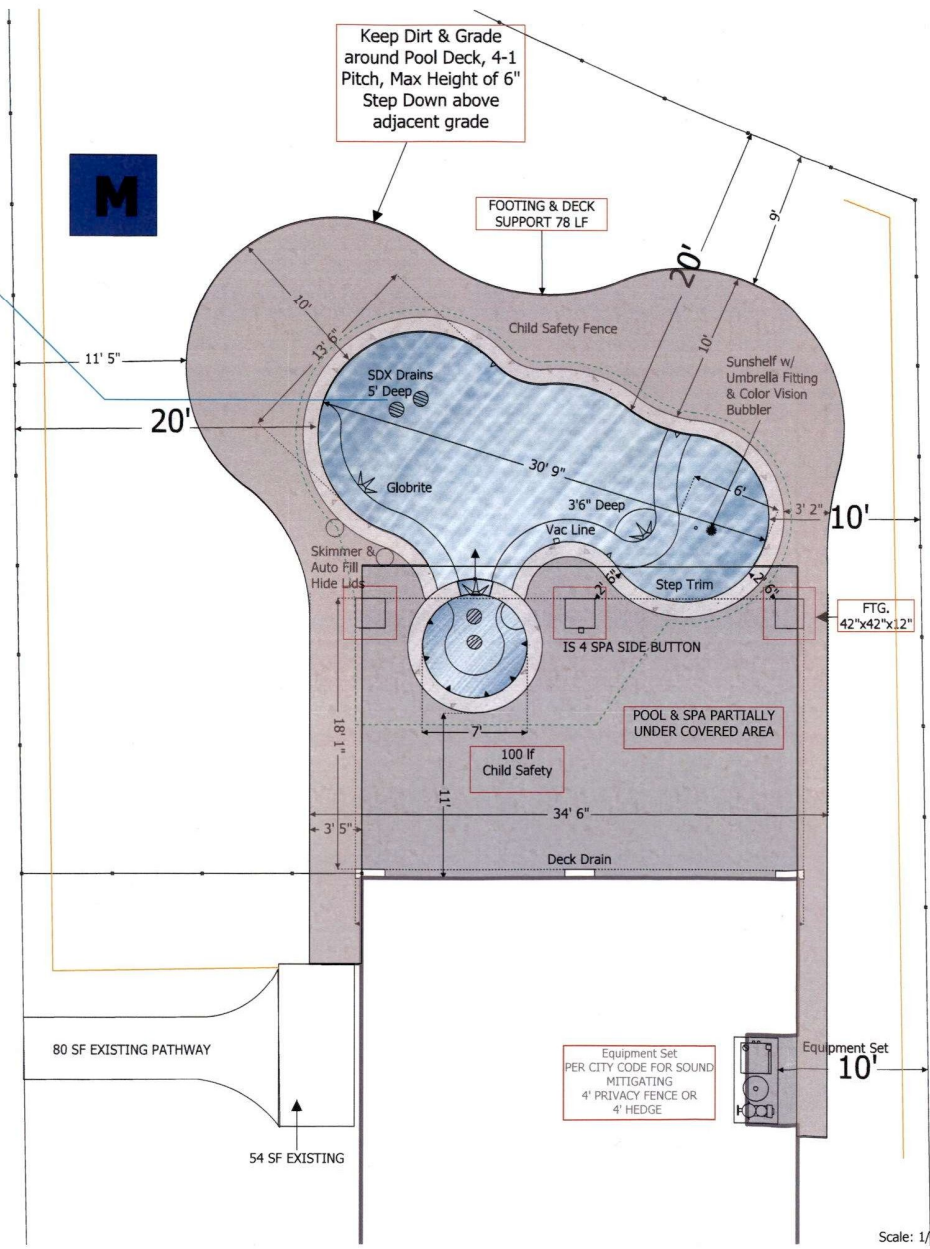 Keep Dirt & Grade
around Pool Deck, 4-1
Pitch, Max Height of 6"
Step Down above
adjacent grade
M
FOOTING & DECK
SUPPORT 78 LF
9'
20'
10'
13' 6"
10'
Child Safety Fence
11' 5"
SDX Drains
5' Deep
Sunshelf w/
Umbrella Fitting
& Color Vision
Bubbler
20'
30' 9"
Globrite
6'
3'6" Deep
3' 2"
10'
Vac Line
Skimmer &
Auto Fill
Hide Lids
2' 6"
Step Trim
2' 6"
FTG.
42"x42"x12"
IS 4 SPA SIDE BUTTON
18' 1"
POOL & SPA PARTIALLY
UNDER COVERED AREA
7'
100 lf
Child Safety
11'
34' 6"
3' 5"
Deck Drain
80 SF EXISTING PATHWAY
Equipment Set
PER CITY CODE FOR SOUND
MITIGATING
4' PRIVACY FENCE OR
4' HEDGE
Equipment Set
10'
54 SF EXISTING
Scale: 1/